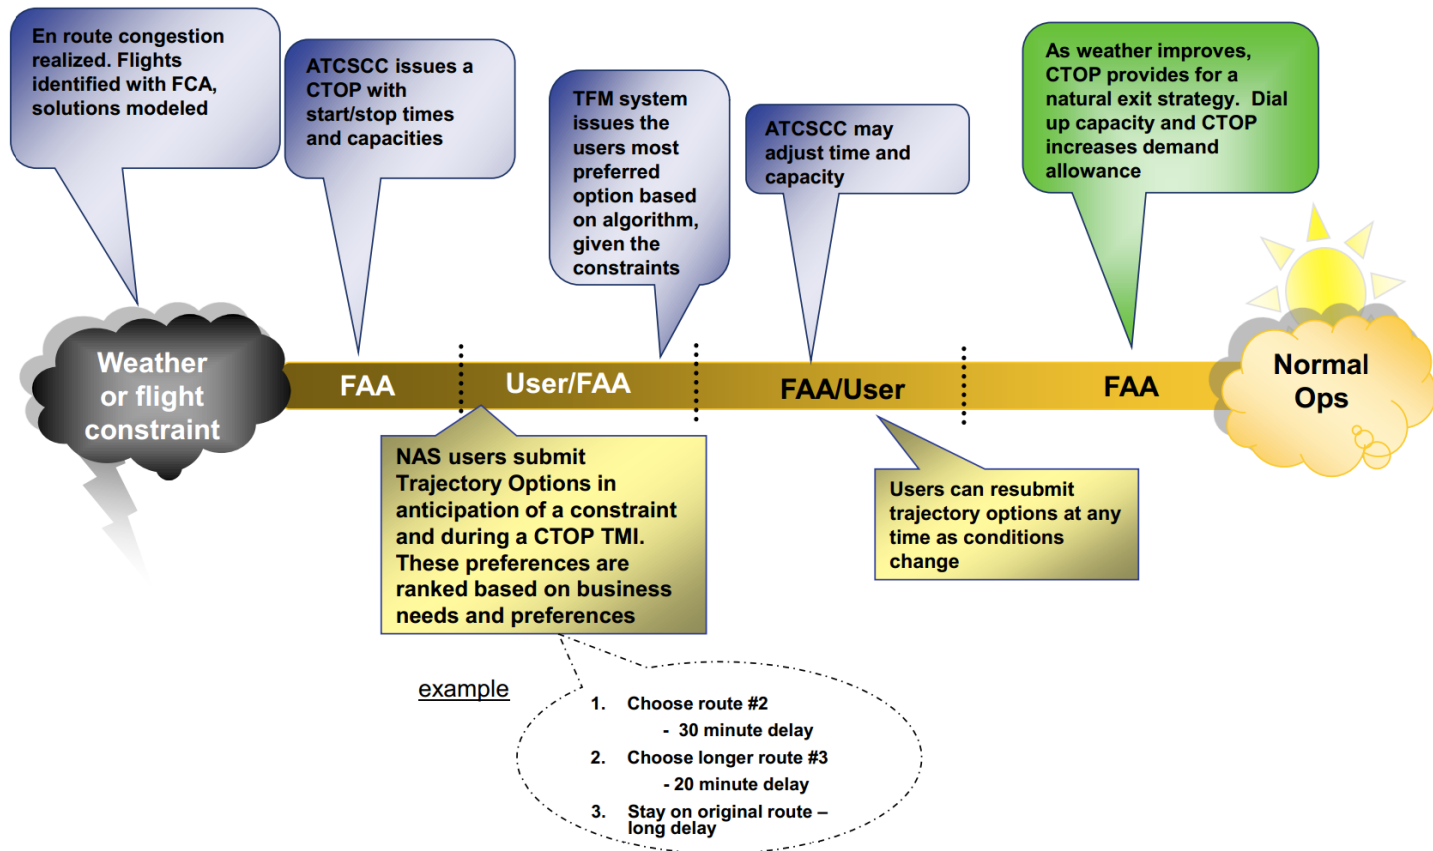 En route congestion
realized. Flights
identified with FCA,
solutions modeled
ATCSCC issues a
CTOP with
start/stop times
and capacities
TFM system
issues the
users most
preferred
option based
on algorithm,
given the
constraints
ATCSCC may
adjust time and
capacity
As weather improves,
CTOP provides for a
natural exit strategy.  Dial
up capacity and CTOP
increases demand
allowance
Weather
or flight
constraint
FAA
User/FAA
FAA/User
FAA
Normal
Ops
NAS users submit
Trajectory Options in
anticipation of a constraint
and during a CTOP TMI.
These preferences are
ranked based on business
needs and preferences
Users can resubmit
trajectory options at any
time as conditions
change
example
1. Choose route #2
- 30 minute delay
2. Choose longer route #3
- 20 minute delay
3. Stay on original route –
long delay